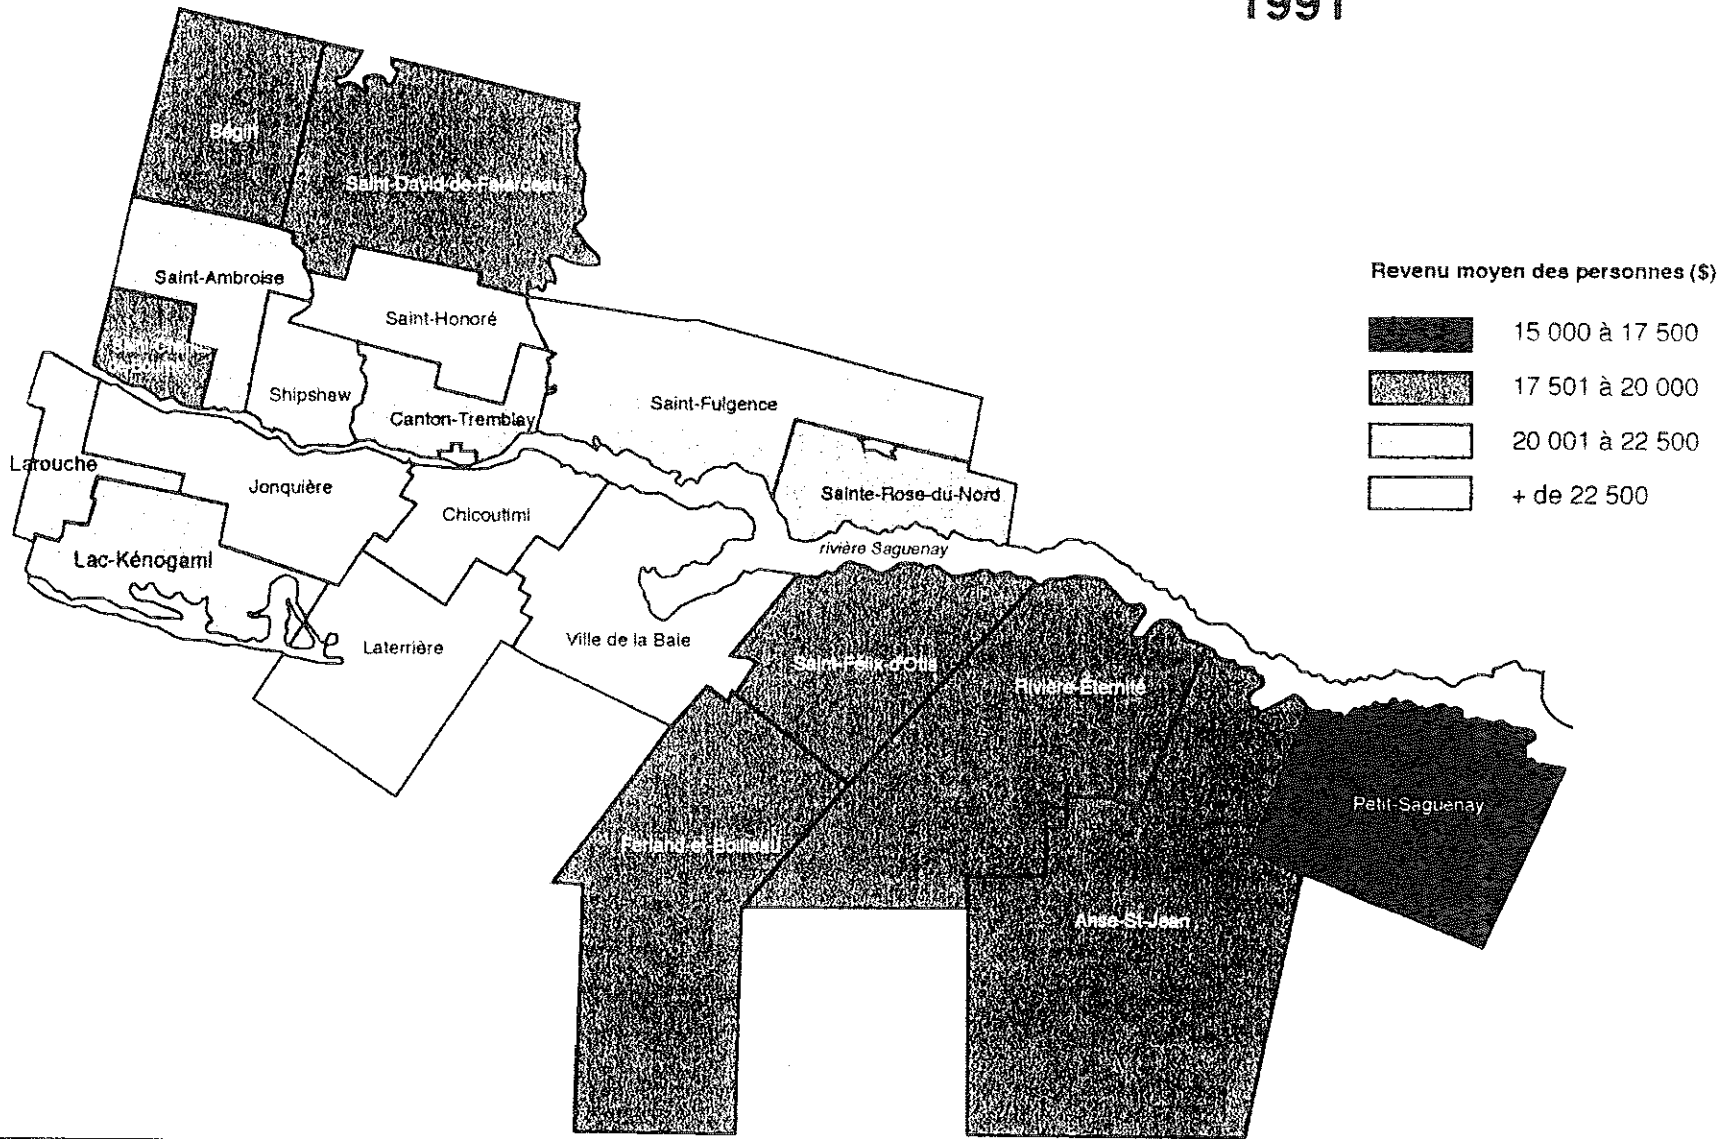 1991
Bégin
Saint-David-de-Falardeau
Saint-Ambroise
Saint-Honoré
Shipshaw
Canton-Tremblay
Saint-Fulgence
Larouche
Jonquière
Chicoutimi
Sainte-Rose-du-Nord
rivière Saguenay
Lac-Kénogami
Laterrière
Ville de la Baie
Saint-Félix-d'Otis
Rivière-Éternité
Ferland-et-Boilleau
Anse-St-Jean
Petit-Saguenay
Revenu moyen des personnes ($)
15 000 à 17 500
17 501 à 20 000
20 001 à 22 500
+ de 22 500